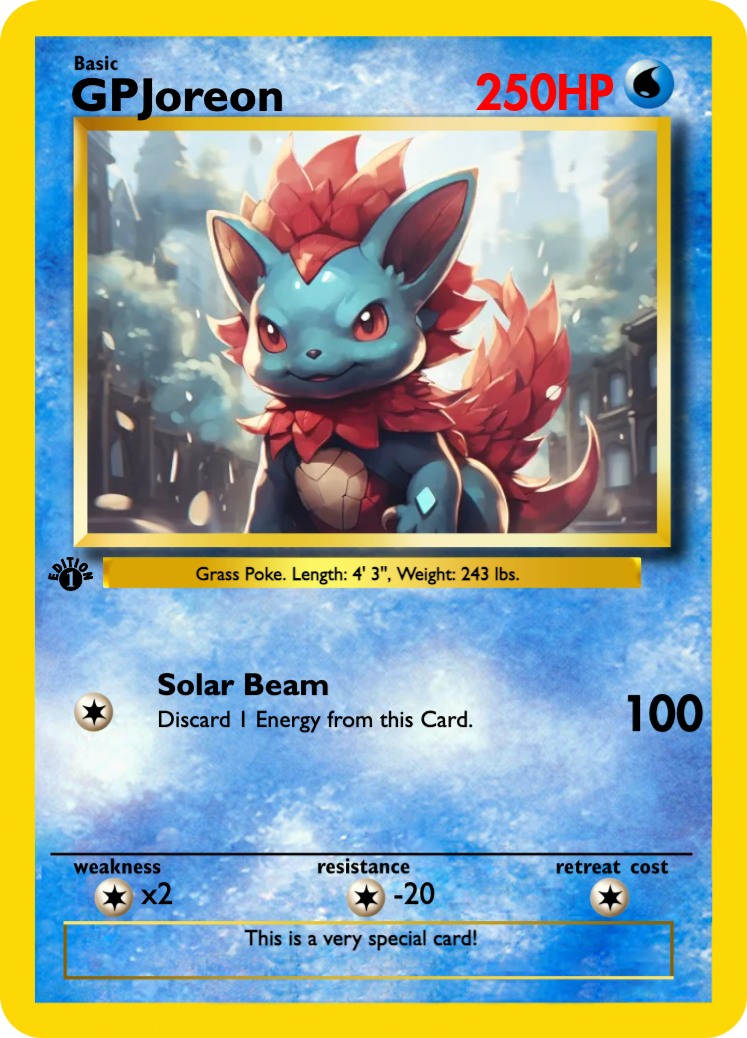 Basic
GPJoreon 250HP
EDITION
1
Grass Poke. Length: 4' 3", Weight: 243 lbs.
Solar Beam
Discard 1 Energy from this Card.
100
weakness resistance retreat cost
x2 -20
This is a very special card!